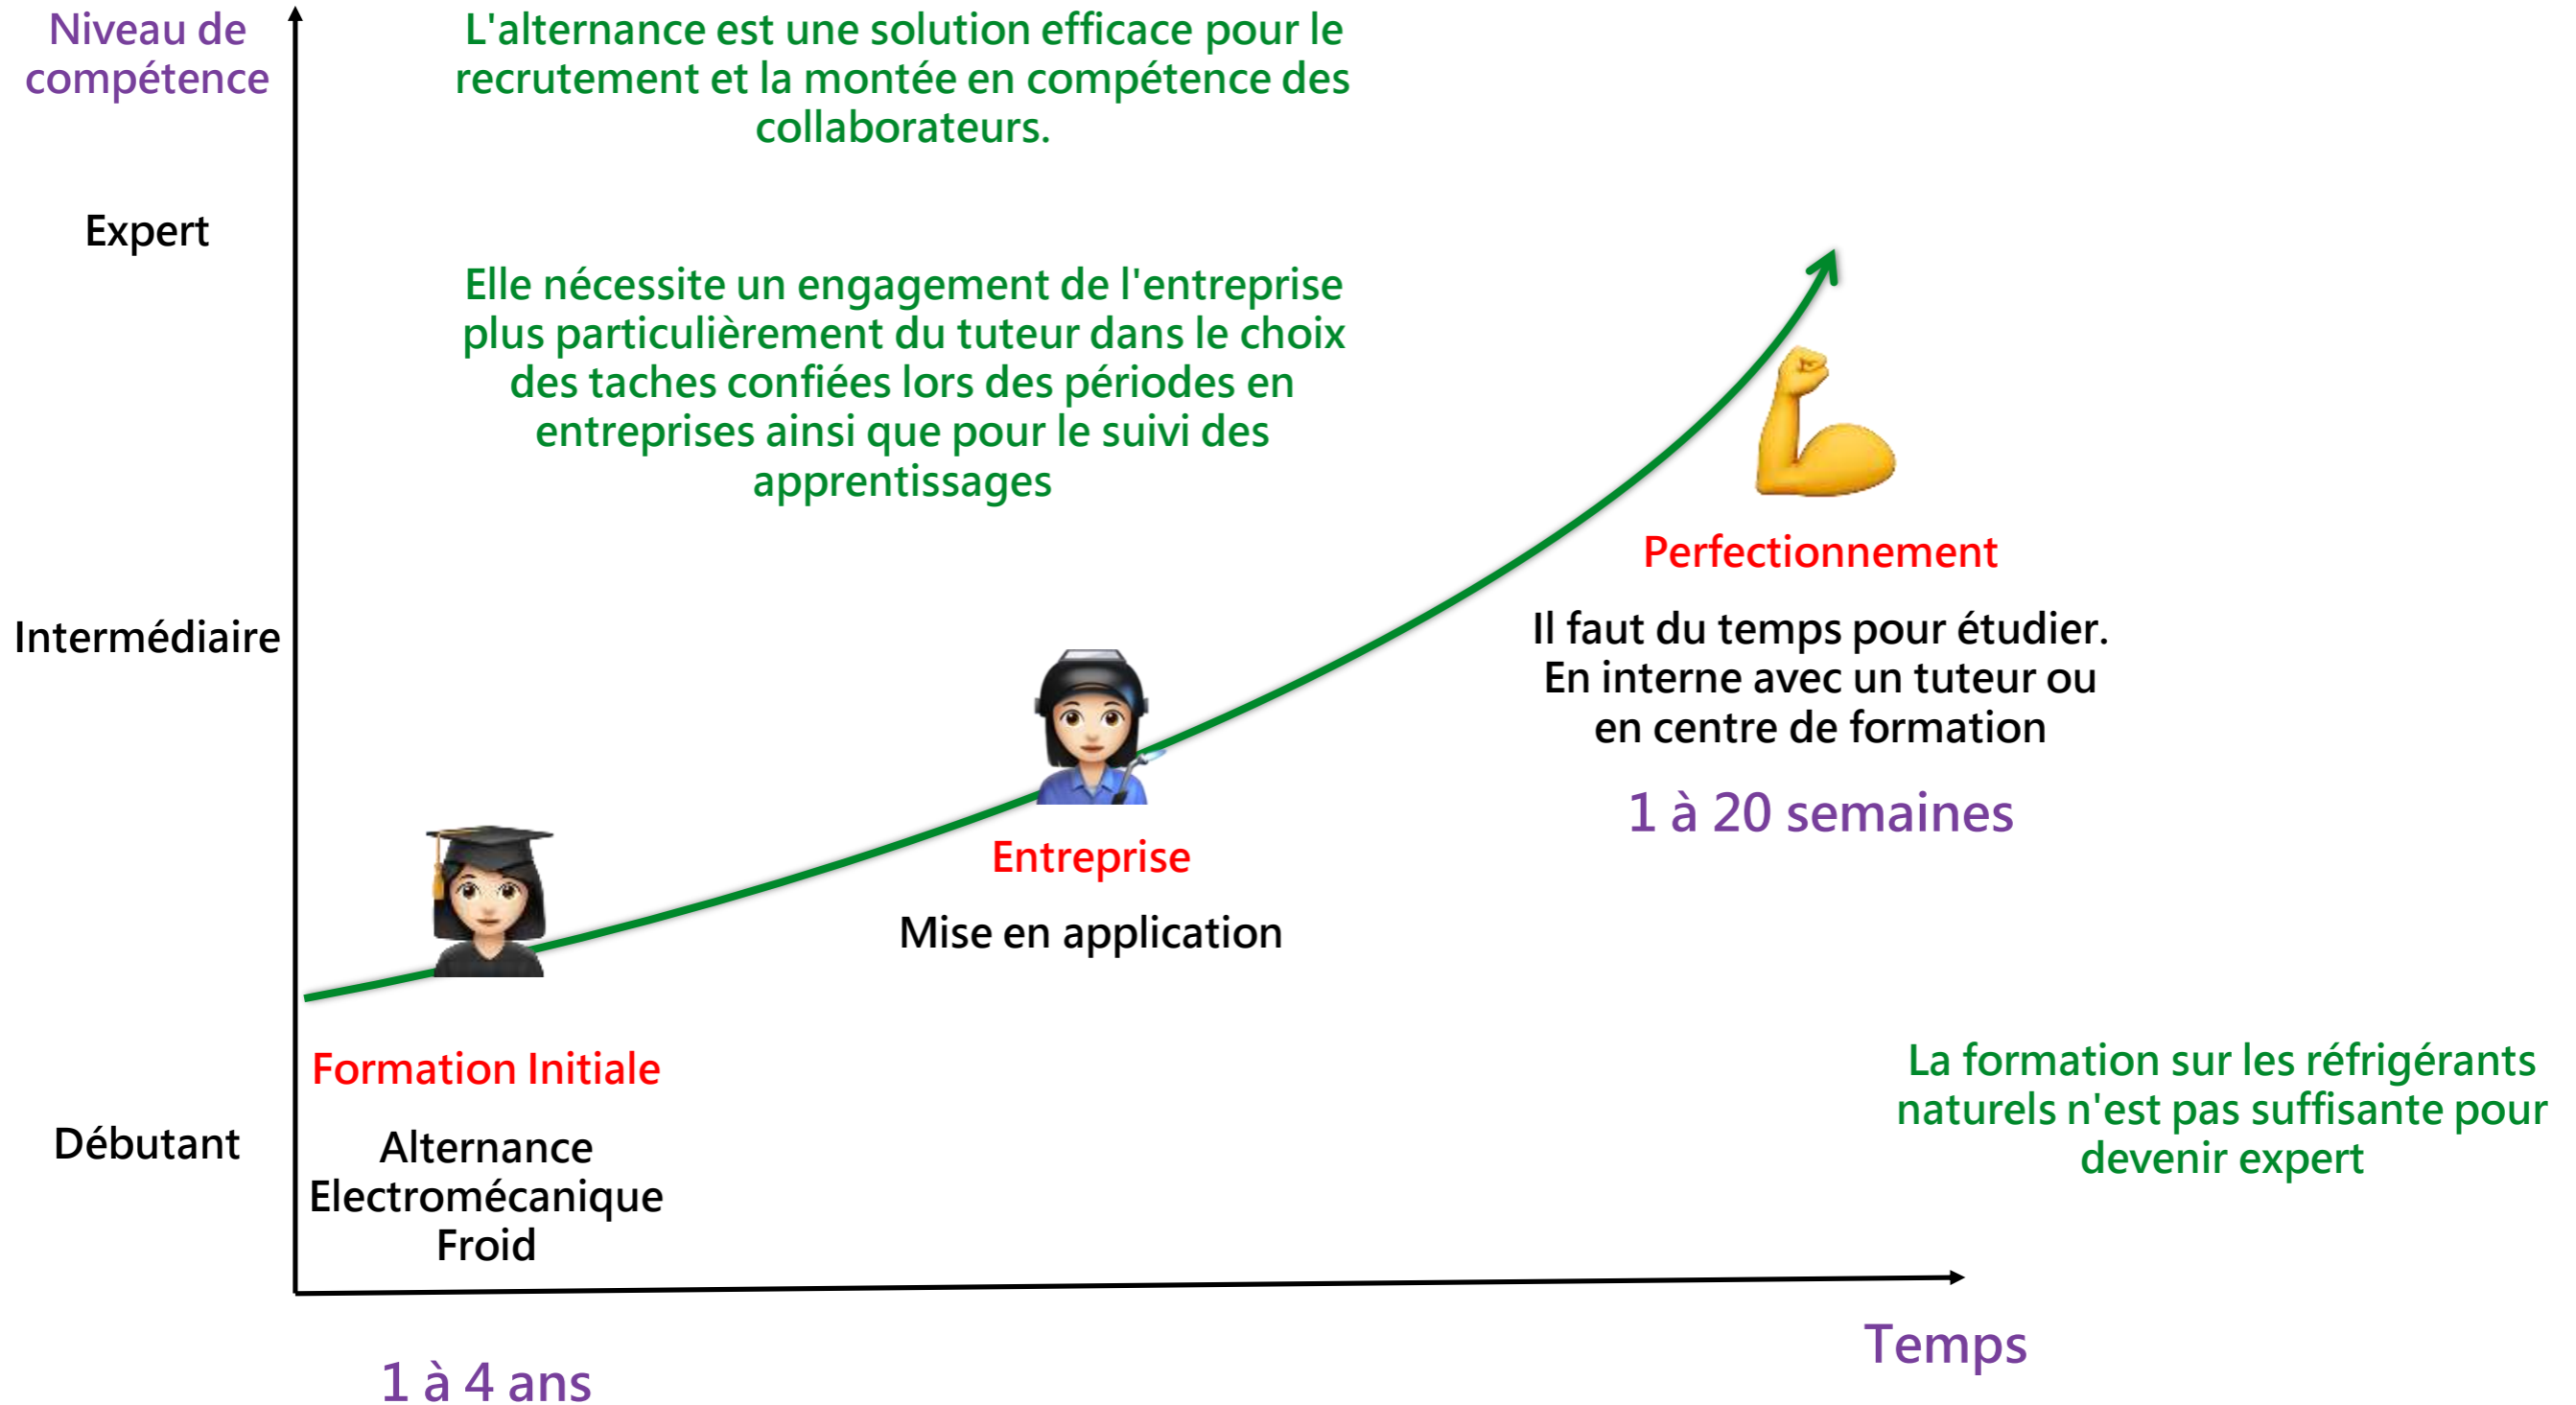 Niveau de
compétence
L'alternance est une solution efficace pour le
recrutement et la montée en compétence des
collaborateurs.
Expert
Elle nécessite un engagement de l'entreprise
plus particulièrement du tuteur dans le choix
des taches confiées lors des périodes en
entreprises ainsi que pour le suivi des
apprentissages
Intermédiaire
Perfectionnement
Il faut du temps pour étudier.
En interne avec un tuteur ou
en centre de formation
1 à 20 semaines
Entreprise
Mise en application
Formation Initiale
Débutant
Alternance
Electromécanique
Froid
La formation sur les réfrigérants
naturels n'est pas suffisante pour
devenir expert
Temps
1 à 4 ans